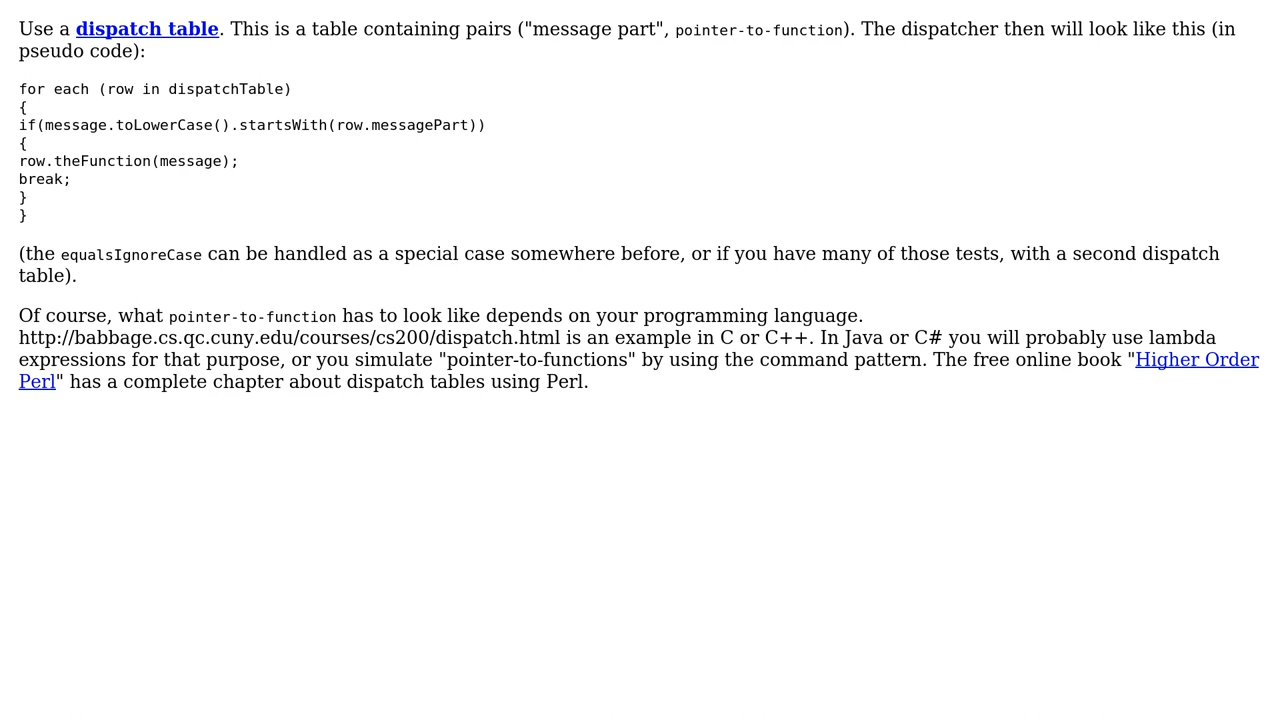 Use a dispatch table. This is a table containing pairs ("message part", pointer-to-function). The dispatcher then will look like this (in
pseudo code):
for each (row in dispatchTable)
{
if(message.toLowerCase().startsWith(row.messagePart))
{
row.theFunction(message);
break;
}
}
(the equalsIgnoreCase can be handled as a special case somewhere before, or if you have many of those tests, with a second dispatch
table).
Of course, what pointer-to-function has to look like depends on your programming language.
http://babbage.cs.qc.cuny.edu/courses/cs200/dispatch.html is an example in C or C++. In Java or C# you will probably use lambda
expressions for that purpose, or you simulate "pointer-to-functions" by using the command pattern. The free online book "Higher Order
Perl" has a complete chapter about dispatch tables using Perl.